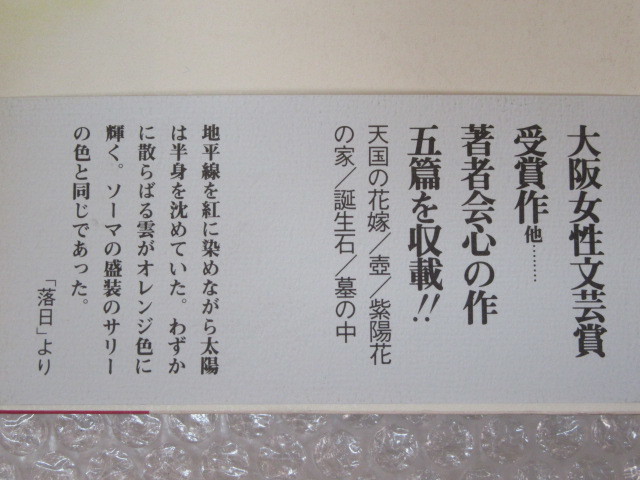 大阪女性文芸賞
受賞作他………
著者会心の作
五篇を収載!!
天国の花嫁／壺／紫陽花
の家／誕生石／墓の中
地平線を紅に染めながら太陽
は半身を沈めていた。わずか
に散らばる雲がオレンジ色に
輝く。ソーマの盛装のサリー
の色と同じであった。
「落日」より